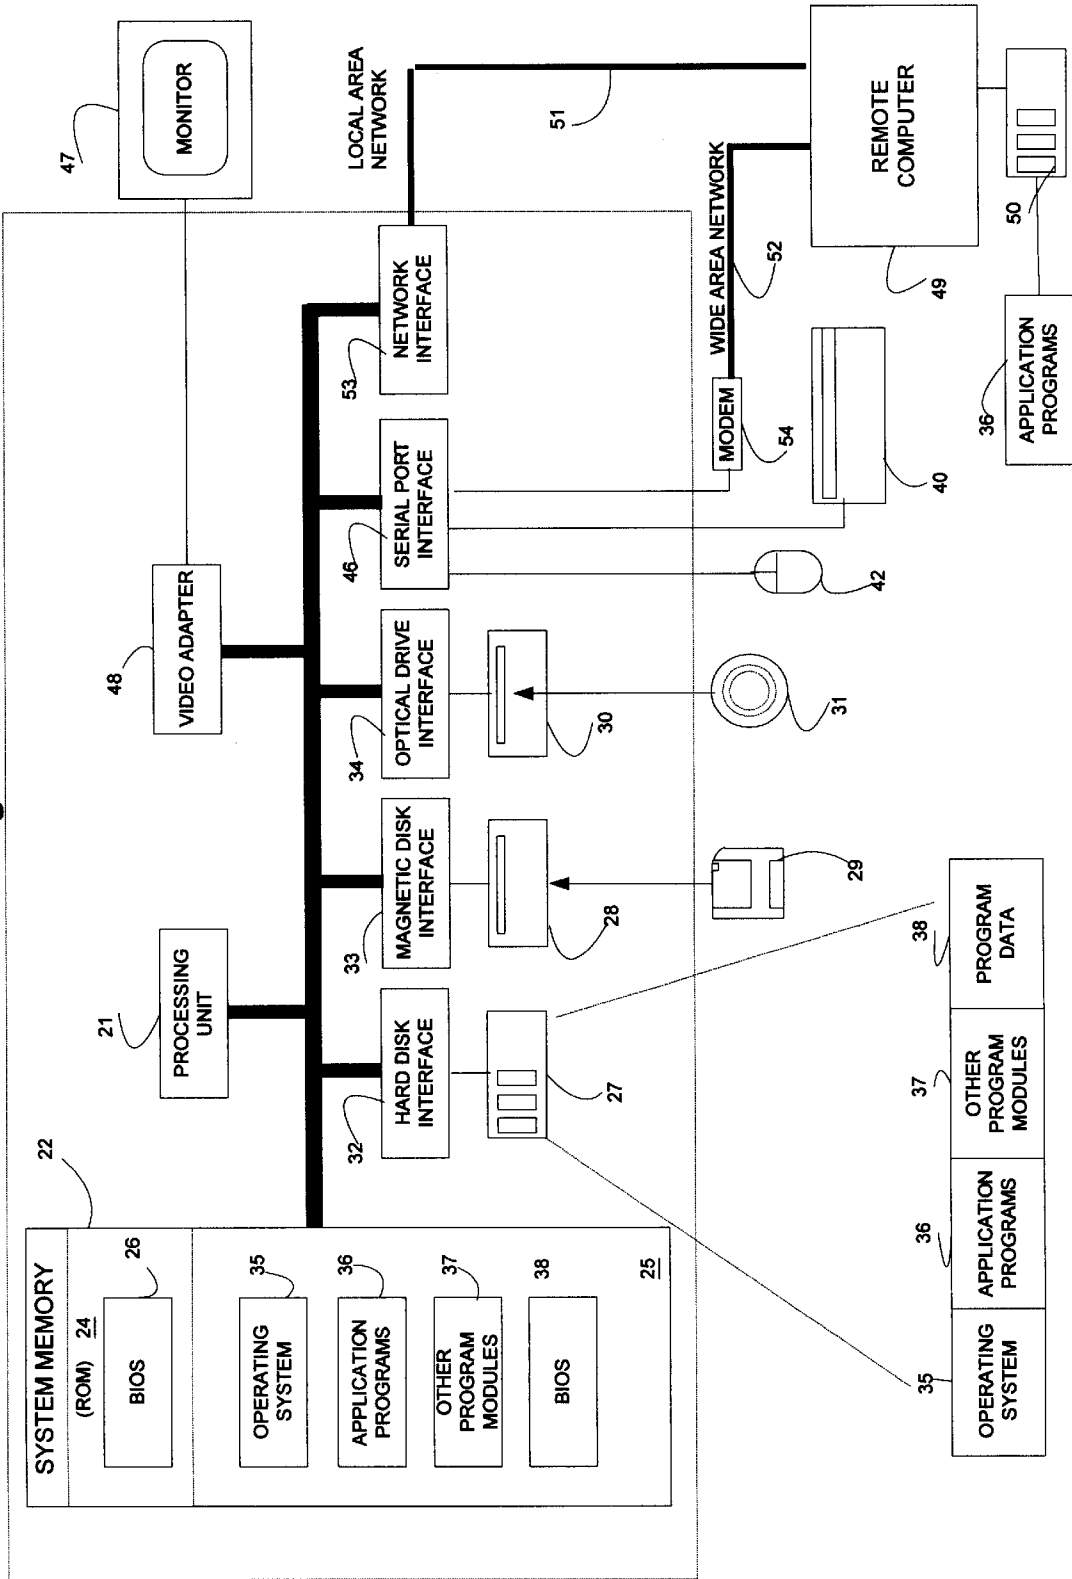 SYSTEM MEMORY
22
(ROM) 24
26
BIOS
35
OPERATING
SYSTEM
36
APPLICATION
PROGRAMS
37
OTHER
PROGRAM
MODULES
38
BIOS
25
21
PROCESSING
UNIT
48
VIDEO ADAPTER
47
MONITOR
32
HARD DISK
INTERFACE
33
MAGNETIC DISK
INTERFACE
34
OPTICAL DRIVE
INTERFACE
46
SERIAL PORT
INTERFACE
53
NETWORK
INTERFACE
LOCAL AREA
NETWORK
51
27
28
30
29
31
42
40
MODEM
54
WIDE AREA NETWORK
52
REMOTE
COMPUTER
49
50
36
APPLICATION
PROGRAMS
35
OPERATING
SYSTEM
36
APPLICATION
PROGRAMS
37
OTHER
PROGRAM
MODULES
38
PROGRAM
DATA